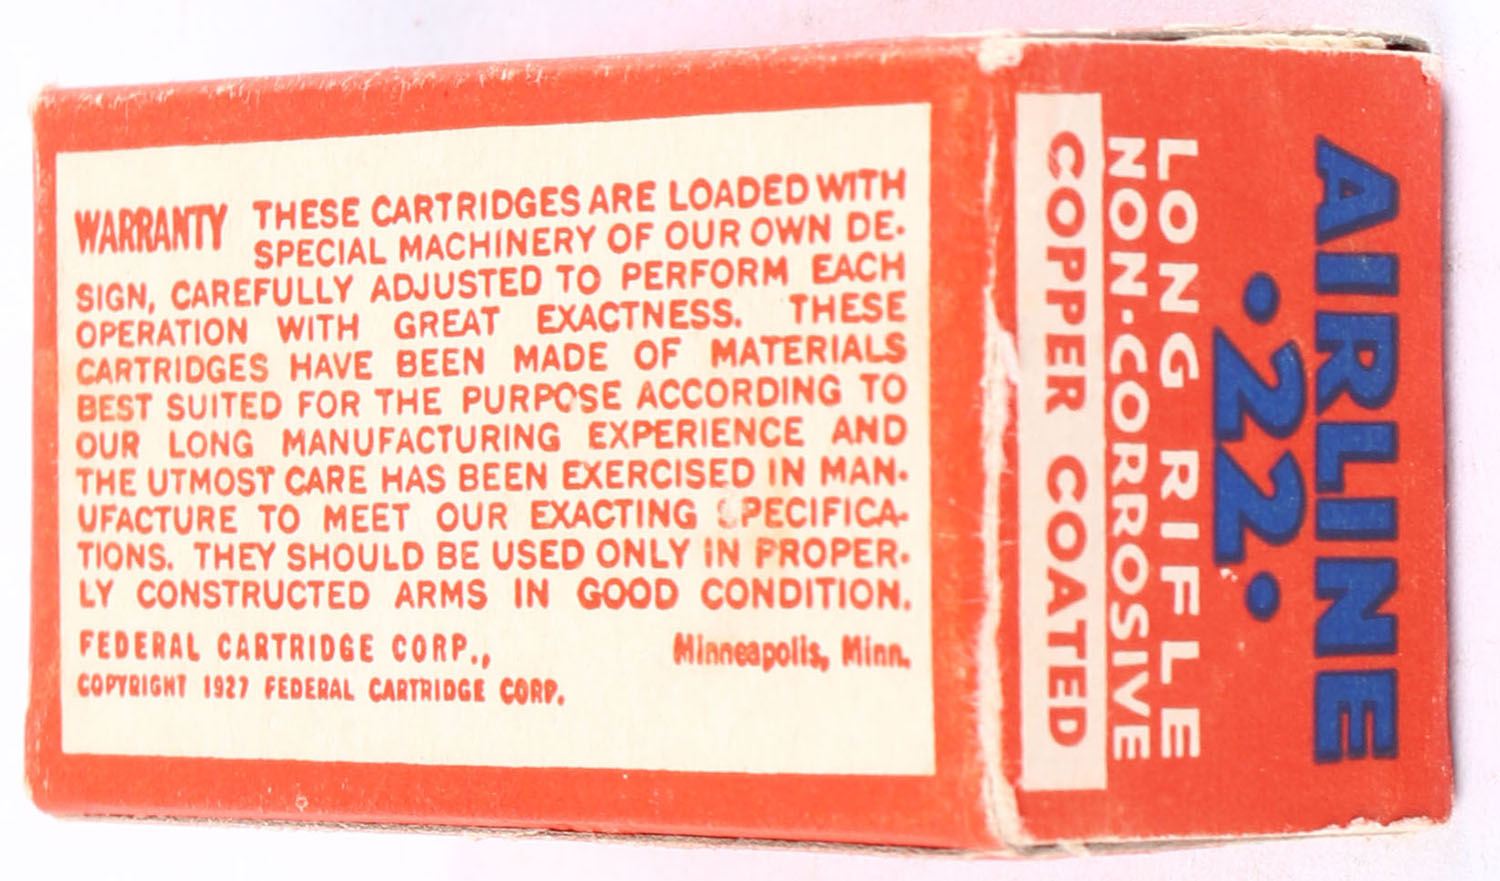 WARRANTY THESE CARTRIDGES ARE LOADED WITH
SPECIAL MACHINERY OF OUR OWN DE-
SIGN, CAREFULLY ADJUSTED TO PERFORM EACH
OPERATION WITH GREAT EXACTNESS. THESE
CARTRIDGES HAVE BEEN MADE OF MATERIALS
BEST SUITED FOR THE PURPOSE ACCORDING TO
OUR LONG MANUFACTURING EXPERIENCE AND
THE UTMOST CARE HAS BEEN EXERCISED IN MAN-
UFACTURE TO MEET OUR EXACTING SPECIFICA-
TIONS. THEY SHOULD BE USED ONLY IN PROPER-
LY CONSTRUCTED ARMS IN GOOD CONDITION.
FEDERAL CARTRIDGE CORP., Minneapolis, Minn.
COPYRIGHT 1927 FEDERAL CARTRIDGE CORP.
AIRLINE
.22.
LONG RIFLE
NON-CORROSIVE
COPPER COATED